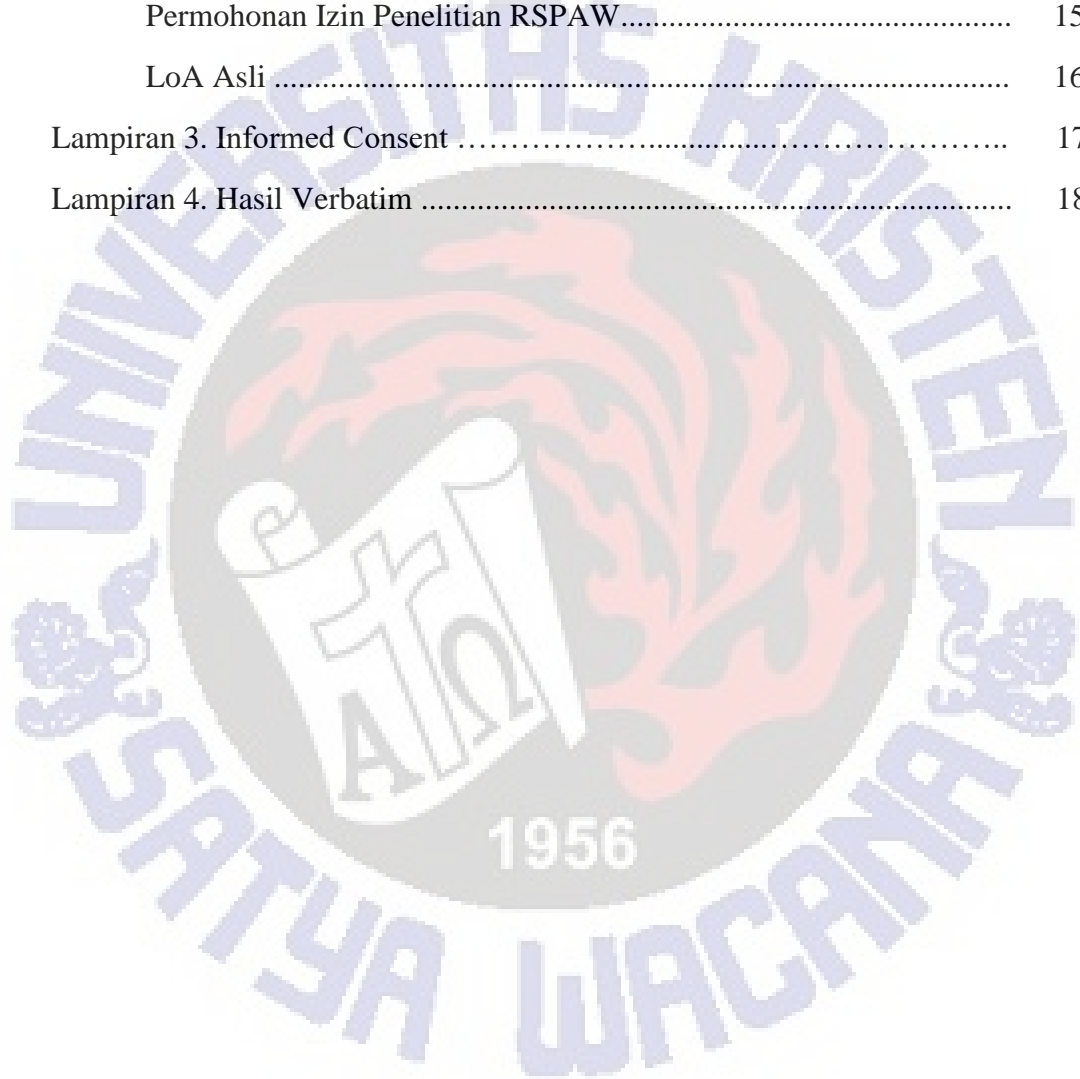 Permohonan Izin Penelitian RSPAW............................................... 15
LoA Asli ........................................................................................... 16
Lampiran 3. Informed Consent ………………..............………………….. 17
Lampiran 4. Hasil Verbatim ......................................................................... 18
UNIVERSITAS KRISTEN
SATYA WACANA
A Ω
1956